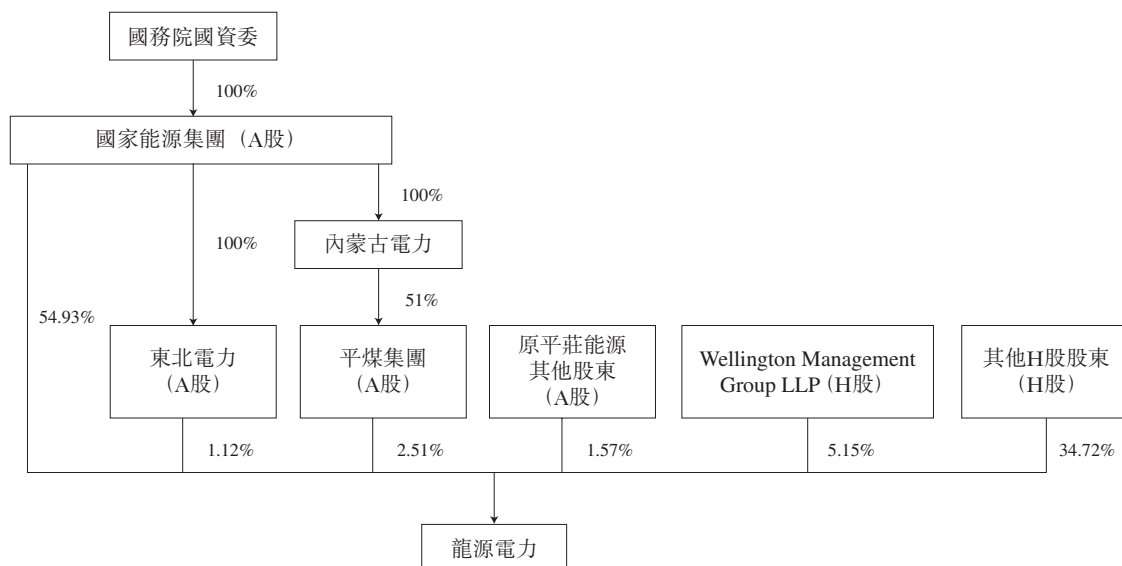 國務院國資委
100%
國家能源集團（A股）
100%
內蒙古電力
100%
51%
54.93%
東北電力
（A股）
平煤集團
（A股）
原平莊能源
其他股東
（A股）
Wellington Management
Group LLP（H股）
其他H股股東
（H股）
1.12%
2.51%
1.57%
5.15%
34.72%
龍源電力